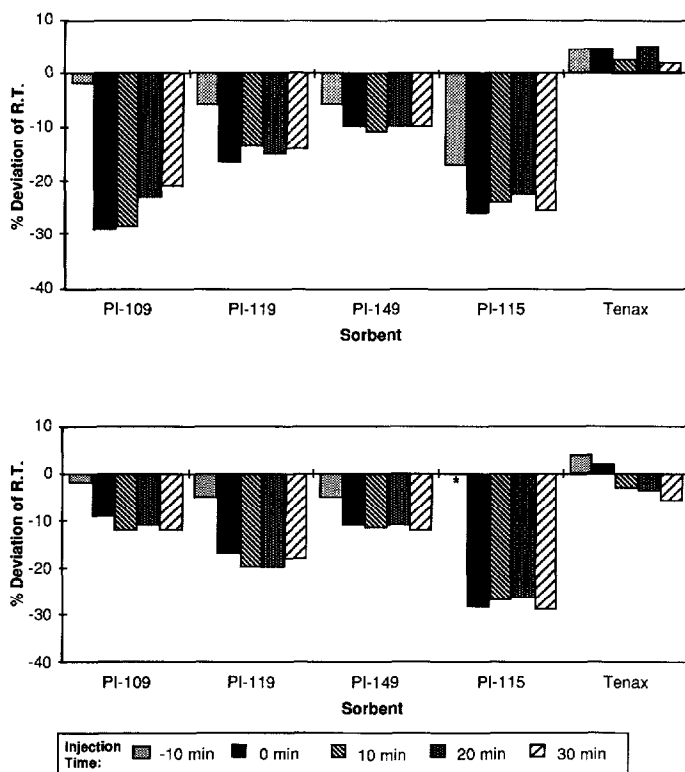 10
0
-10
-20
-30
-40
% Deviation of R.T.
PI-109 PI-119 PI-149 PI-115 Tenax
Sorbent
10
0
-10
-20
-30
-40
% Deviation of R.T.
*
PI-109 PI-119 PI-149 PI-115 Tenax
Sorbent
Injection Time: -10 min 0 min 10 min 20 min 30 min